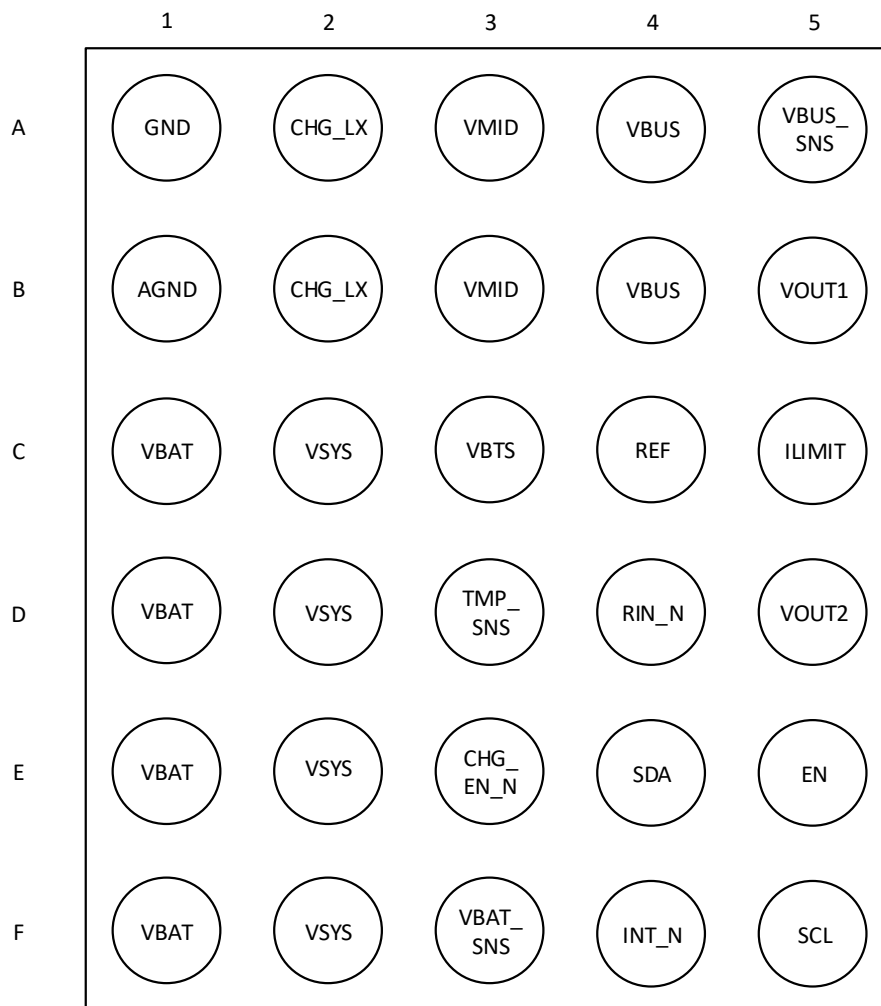 1 2 3 4 5
A GND CHG_LX VMID VBUS VBUS_
SNS
B AGND CHG_LX VMID VBUS VOUT1
C VBAT VSYS VBTS REF ILIMIT
D VBAT VSYS TMP_
SNS RIN_N VOUT2
E VBAT VSYS CHG_
EN_N SDA EN
F VBAT VSYS VBAT_
SNS INT_N SCL